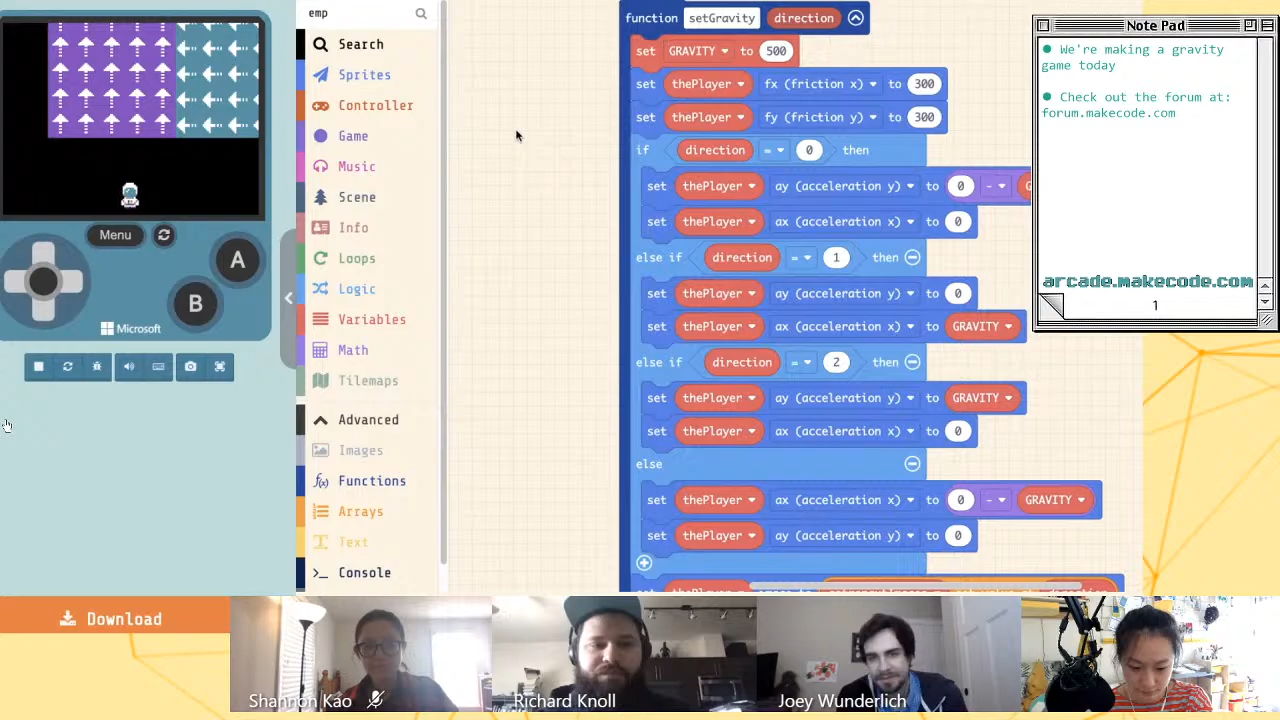 emp
Search
Sprites
Controller
Game
Music
Scene
Info
Loops
Logic
Variables
Math
Tilemaps
Advanced
Images
Functions
Arrays
Text
Console
Menu
A
B
Microsoft
Download
function setGravity direction
set GRAVITY to 500
set thePlayer fx (friction x) to 300
set thePlayer fy (friction y) to 300
if direction = 0 then
set thePlayer ay (acceleration y) to 0 - G
set thePlayer ax (acceleration x) to 0
else if direction = 1 then
set thePlayer ay (acceleration y) to 0
set thePlayer ax (acceleration x) to GRAVITY
else if direction = 2 then
set thePlayer ay (acceleration y) to GRAVITY
set thePlayer ax (acceleration x) to 0
else
set thePlayer ax (acceleration x) to 0 - GRAVITY
set thePlayer ay (acceleration y) to 0
Note Pad
● We're making a gravity
game today
● Check out the forum at:
forum.makecode.com
arcade.makecode.com
1
Shannon Kao
Richard Knoll
Joey Wunderlich